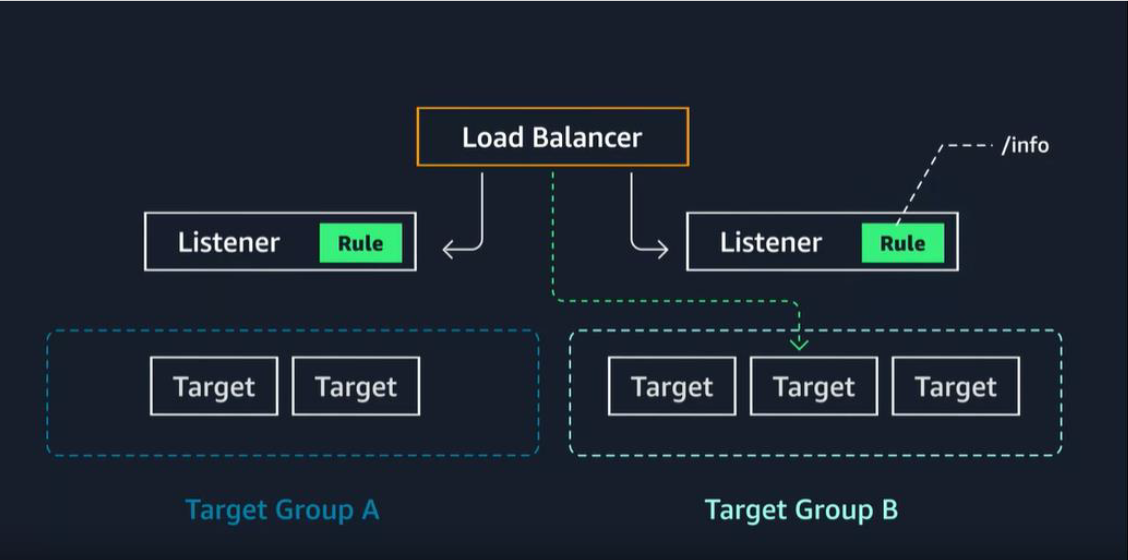 Load Balancer
/info
Listener
Rule
Listener
Rule
Target
Target
Target
Target
Target
Target Group A
Target Group B